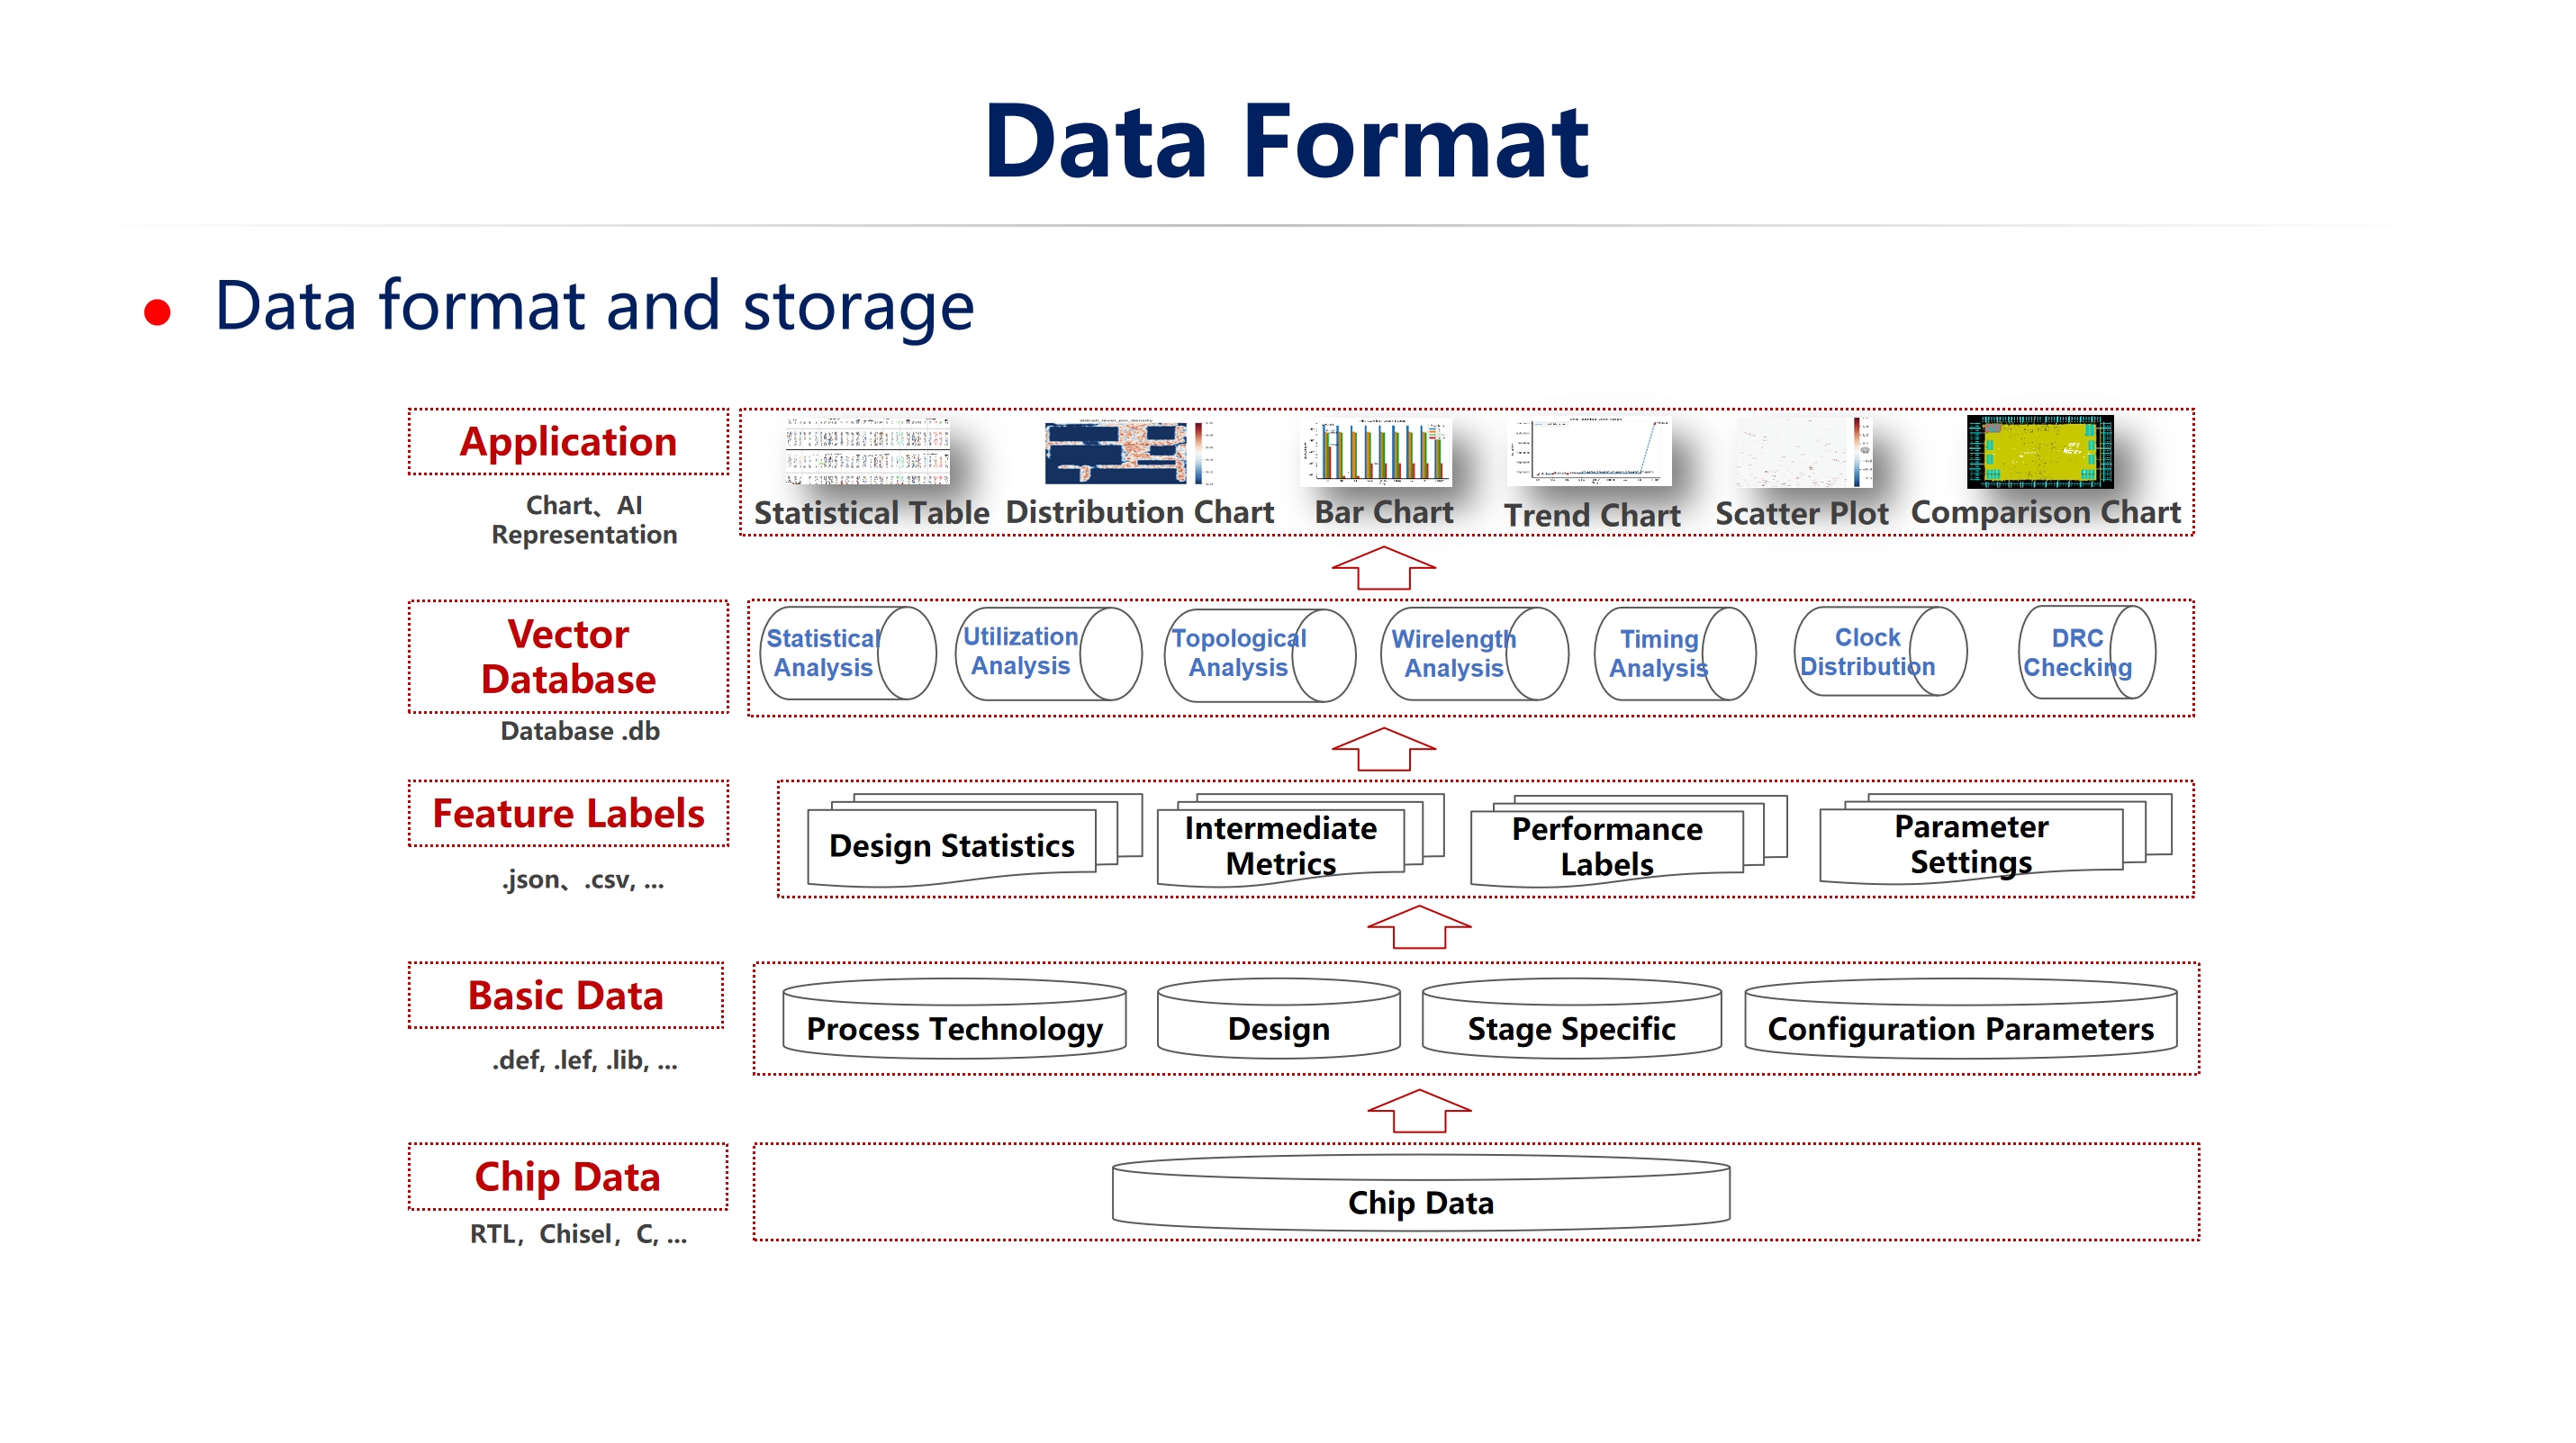 Data Format
Data format and storage
Application
Chart、AI
Representation
Statistical Table
Distribution Chart
Bar Chart
Trend Chart
Scatter Plot
Comparison Chart
Vector
Database
Database .db
Statistical
Analysis
Utilization
Analysis
Topological
Analysis
Wirelength
Analysis
Timing
Analysis
Clock
Distribution
DRC
Checking
Feature Labels
.json、.csv, ...
Design Statistics
Intermediate
Metrics
Performance
Labels
Parameter
Settings
Basic Data
.def, .lef, .lib, ...
Process Technology
Design
Stage Specific
Configuration Parameters
Chip Data
RTL，Chisel，C, ...
Chip Data